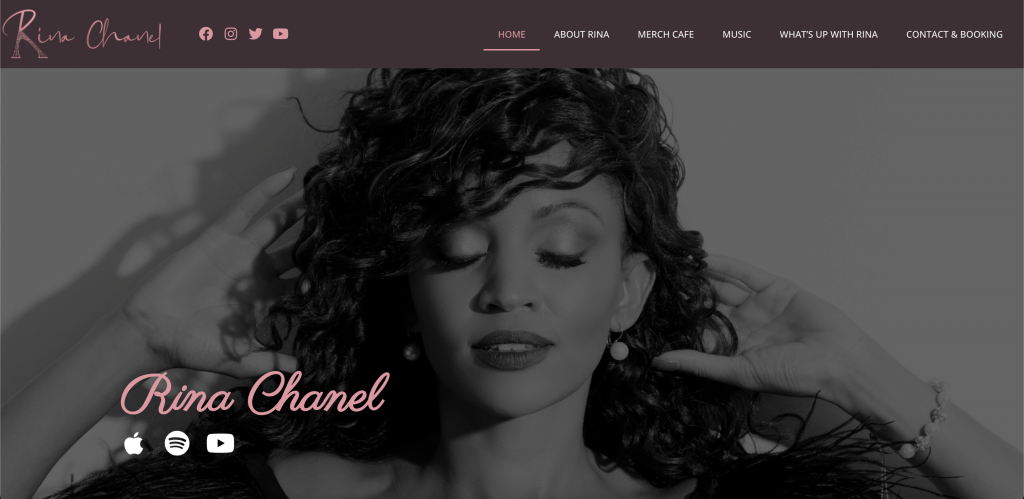 Rina Chanel
HOME ABOUT RINA MERCH CAFE MUSIC WHAT'S UP WITH RINA CONTACT & BOOKING
Rina Chanel